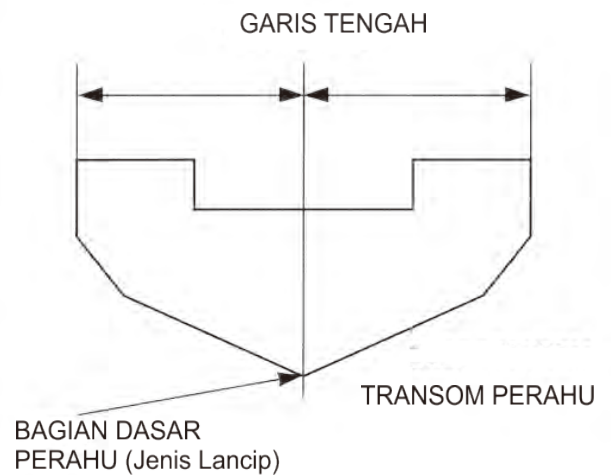 GARIS TENGAH
TRANSOM PERAHU
BAGIAN DASAR
PERAHU (Jenis Lancip)